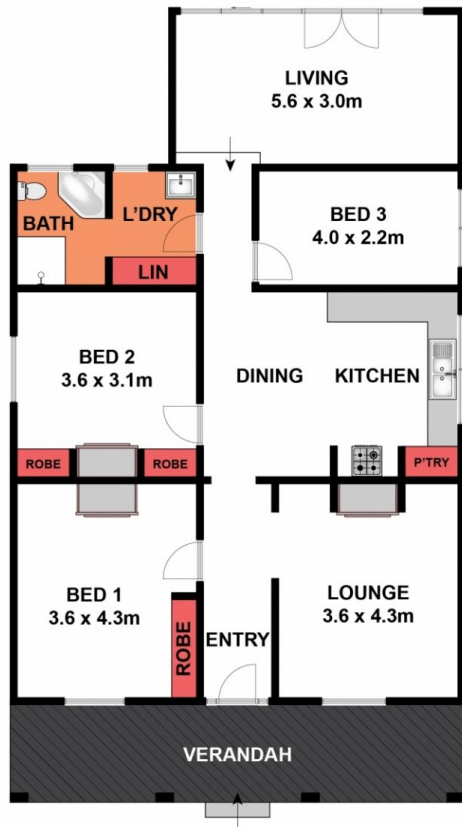 LIVING
5.6 x 3.0m
BATH
L'DRY
LIN
BED 3
4.0 x 2.2m
BED 2
3.6 x 3.1m
ROBE
ROBE
DINING
KITCHEN
P'TRY
BED 1
3.6 x 4.3m
ROBE
ENTRY
LOUNGE
3.6 x 4.3m
VERANDAH